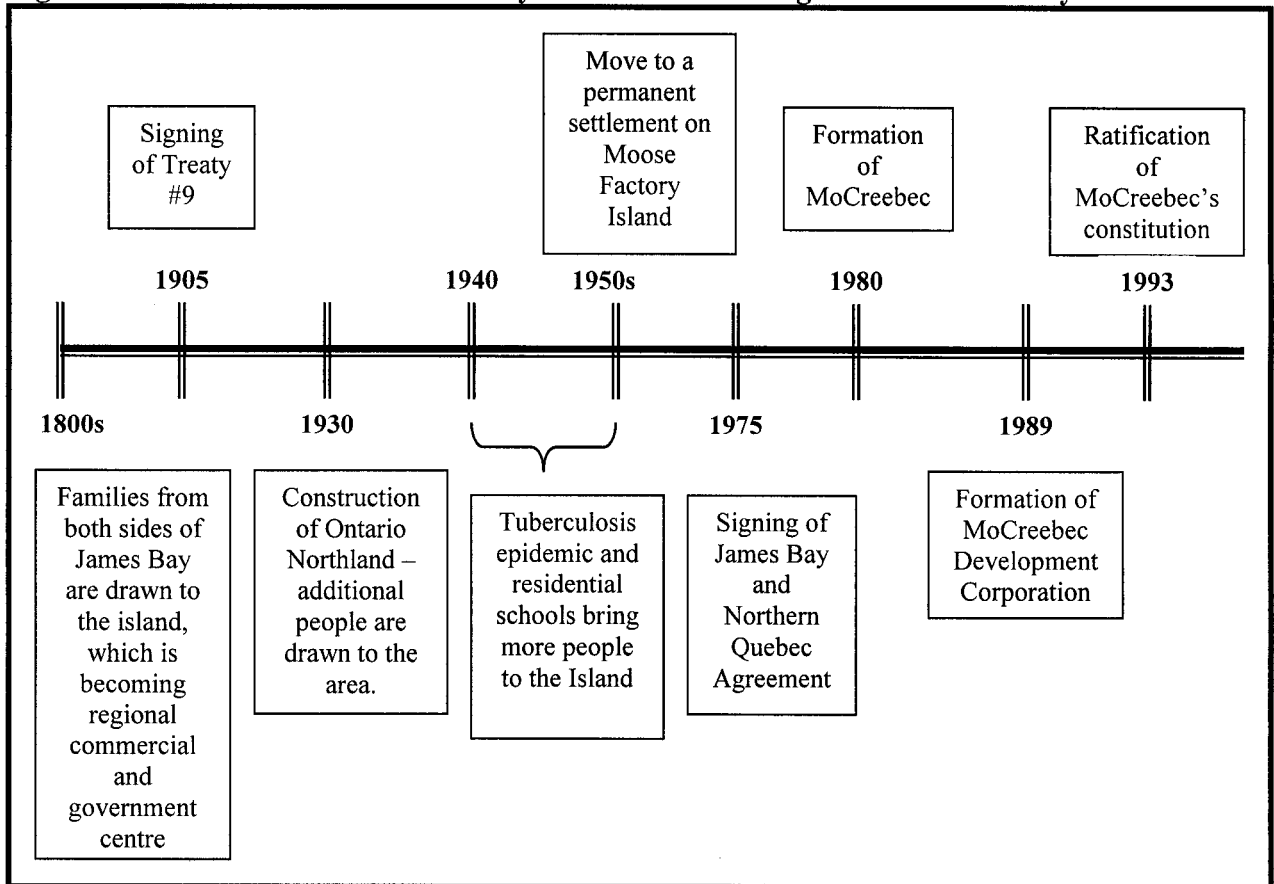 Signing
of Treaty
#9
Move to a
permanent
settlement on
Moose
Factory
Island
Formation
of
MoCreebec
Ratification
of
MoCreebec's
constitution
1905
1940
1950s
1980
1993
1800s
1930
1975
1989
Families from
both sides of
James Bay
are drawn to
the island,
which is
becoming
regional
commercial
and
government
centre
Construction
of Ontario
Northland –
additional
people are
drawn to the
area.
Tuberculosis
epidemic and
residential
schools bring
more people
to the Island
Signing of
James Bay
and
Northern
Quebec
Agreement
Formation of
MoCreebec
Development
Corporation